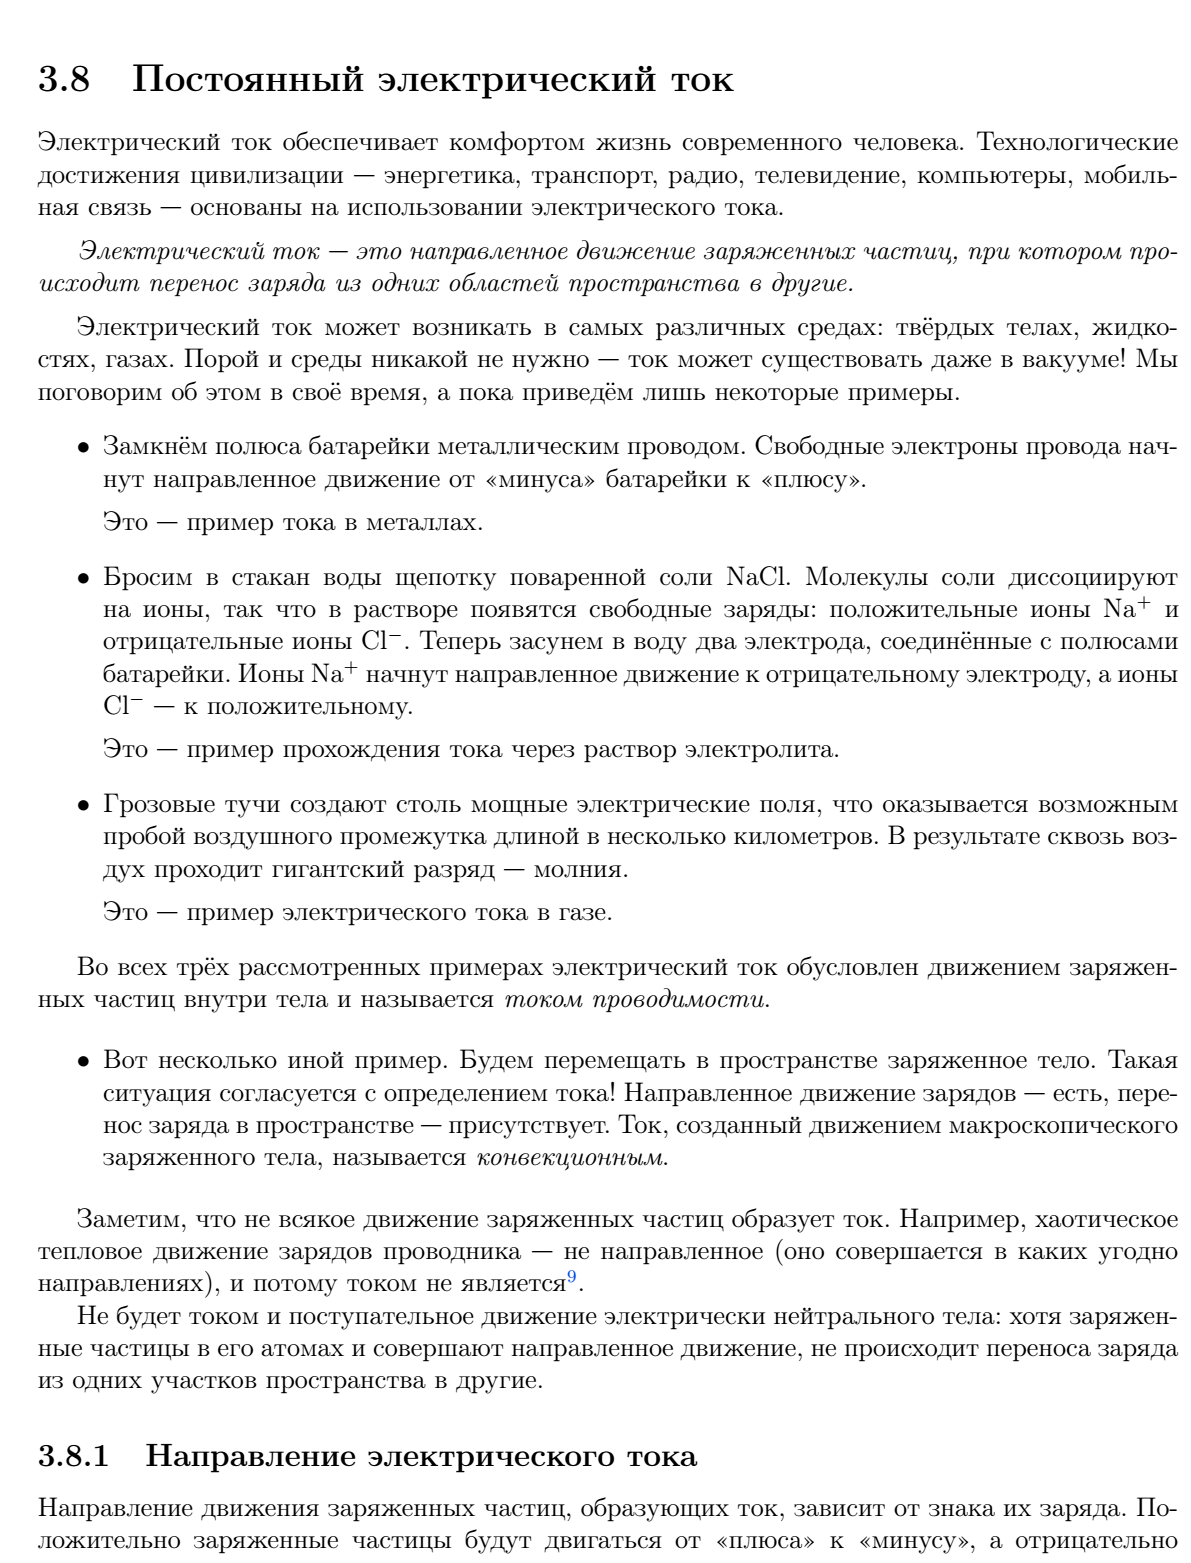 3.8 Постоянный электрический ток
Электрический ток обеспечивает комфортом жизнь современного человека. Технологические
достижения цивилизации — энергетика, транспорт, радио, телевидение, компьютеры, мобиль-
ная связь — основаны на использовании электрического тока.
Электрический ток — это направленное движение заряженных частиц, при котором про-
исходит перенос заряда из одних областей пространства в другие.
Электрический ток может возникать в самых различных средах: твёрдых телах, жидко-
стях, газах. Порой и среды никакой не нужно — ток может существовать даже в вакууме! Мы
поговорим об этом в своё время, а пока приведём лишь некоторые примеры.
• Замкнём полюса батарейки металлическим проводом. Свободные электроны провода нач-
нут направленное движение от «минуса» батарейки к «плюсу».
Это — пример тока в металлах.
• Бросим в стакан воды щепотку поваренной соли NaCl. Молекулы соли диссоциируют
на ионы, так что в растворе появятся свободные заряды: положительные ионы Na⁺ и
отрицательные ионы Cl⁻. Теперь засунем в воду два электрода, соединённые с полюсами
батарейки. Ионы Na⁺ начнут направленное движение к отрицательному электроду, а ионы
Cl⁻ — к положительному.
Это — пример прохождения тока через раствор электролита.
• Грозовые тучи создают столь мощные электрические поля, что оказывается возможным
пробой воздушного промежутка длиной в несколько километров. В результате сквозь воз-
дух проходит гигантский разряд — молния.
Это — пример электрического тока в газе.
Во всех трёх рассмотренных примерах электрический ток обусловлен движением заряжен-
ных частиц внутри тела и называется током проводимости.
• Вот несколько иной пример. Будем перемещать в пространстве заряженное тело. Такая
ситуация согласуется с определением тока! Направленное движение зарядов — есть, пере-
нос заряда в пространстве — присутствует. Ток, созданный движением макроскопического
заряженного тела, называется конвекционным.
Заметим, что не всякое движение заряженных частиц образует ток. Например, хаотическое
тепловое движение зарядов проводника — не направленное (оно совершается в каких угодно
направлениях), и потому током не является⁹.
Не будет током и поступательное движение электрически нейтрального тела: хотя заряжен-
ные частицы в его атомах и совершают направленное движение, не происходит переноса заряда
из одних участков пространства в другие.
3.8.1 Направление электрического тока
Направление движения заряженных частиц, образующих ток, зависит от знака их заряда. По-
ложительно заряженные частицы будут двигаться от «плюса» к «минусу», а отрицательно